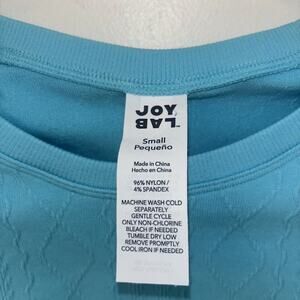 JOY LAB
Small
Pequeño
Made in China
Hecho en China
96% NYLON /
4% SPANDEX
MACHINE WASH COLD
SEPARATELY
GENTLE CYCLE
ONLY NON-CHLORINE
BLEACH IF NEEDED
TUMBLE DRY LOW
REMOVE PROMPTLY
COOL IRON IF NEEDED